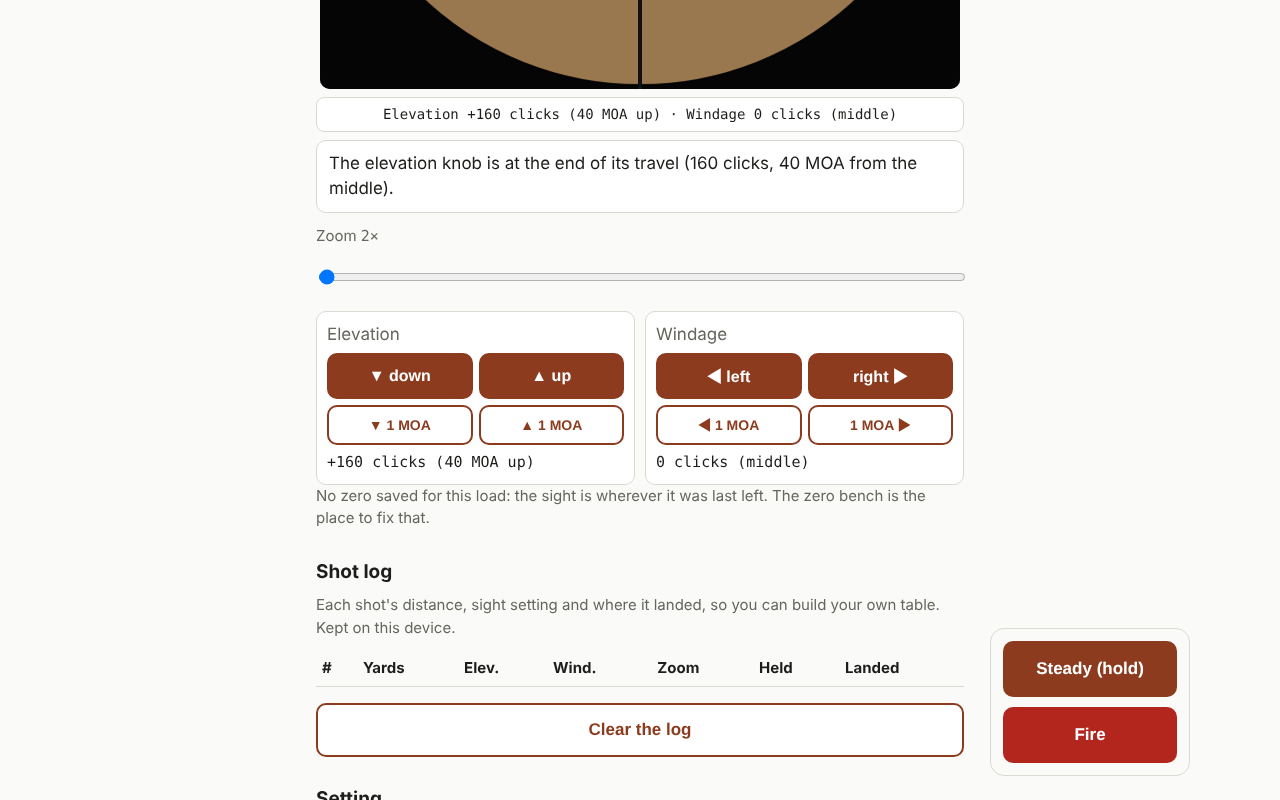 Elevation +160 clicks (40 MOA up) · Windage 0 clicks (middle)
The elevation knob is at the end of its travel (160 clicks, 40 MOA from the
middle).
Zoom 2×
Elevation
▼ down
▲ up
▼ 1 MOA
▲ 1 MOA
+160 clicks (40 MOA up)
Windage
◀ left
right ▶
◀ 1 MOA
1 MOA ▶
0 clicks (middle)
No zero saved for this load: the sight is wherever it was last left. The zero bench is the
place to fix that.
Shot log
Each shot's distance, sight setting and where it landed, so you can build your own table.
Kept on this device.
# Yards Elev. Wind. Zoom Held Landed
Clear the log
Steady (hold)
Fire
Setting